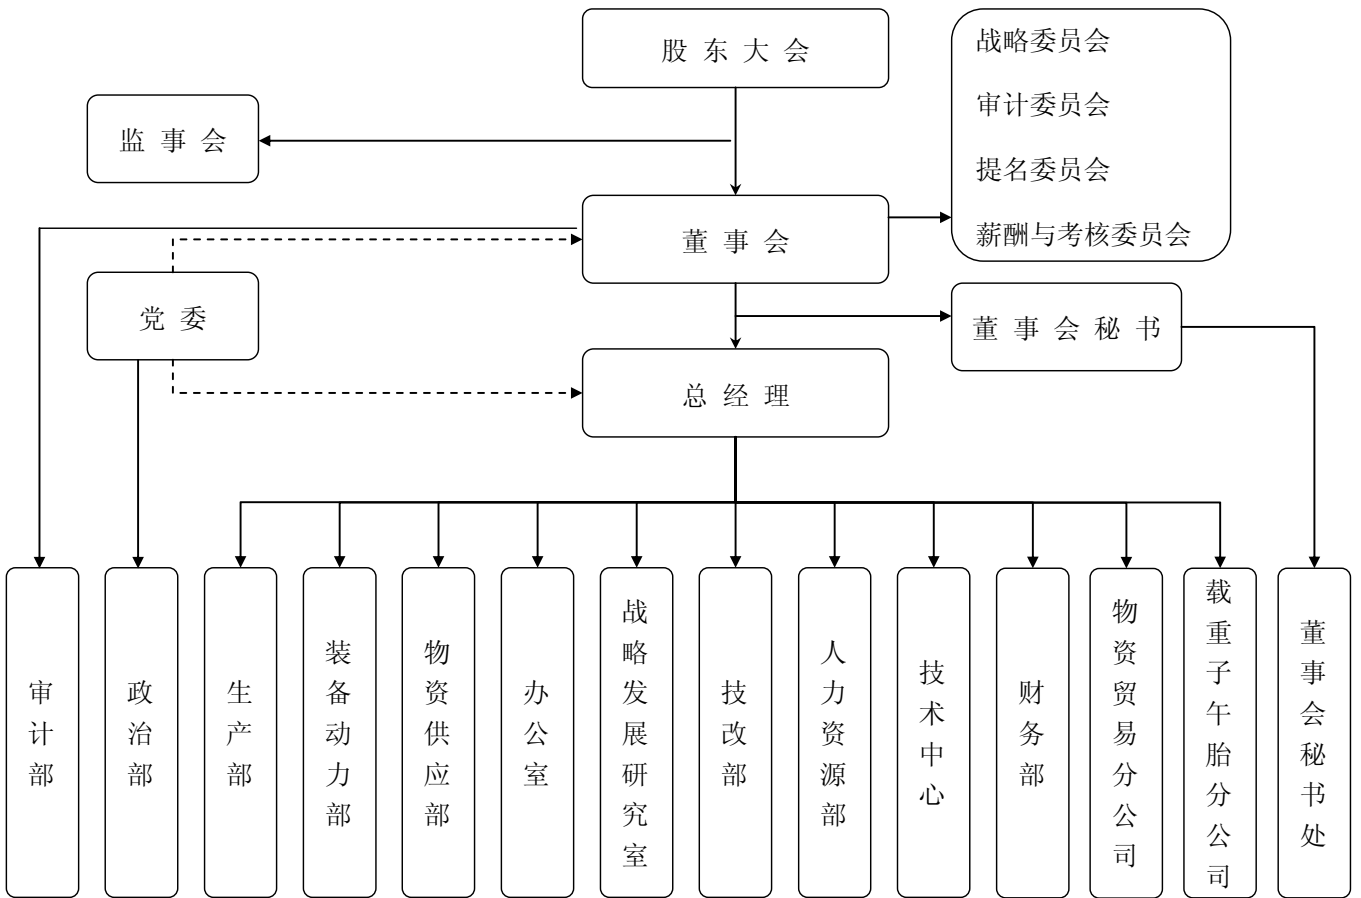 股东大会
战略委员会
审计委员会
提名委员会
薪酬与考核委员会
监事会
董事会
党委
董事会秘书
总经理
审计部
政治部
生产部
装备动力部
物资供应部
办公室
战略发展研究室
技改部
人力资源部
技术中心
财务部
物资贸易分公司
载重子午胎分公司
董事会秘书处